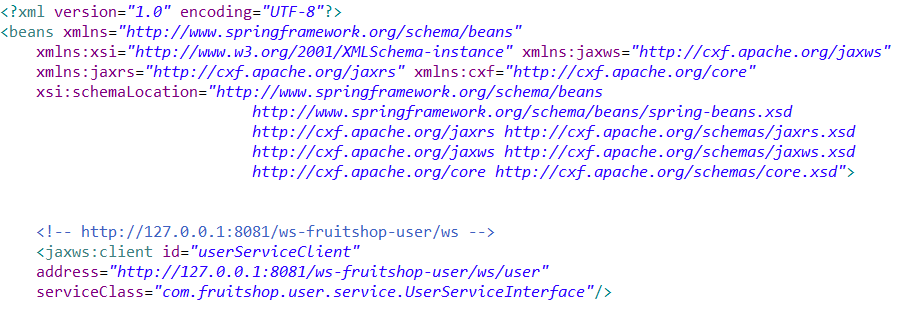 <?xml version="1.0" encoding="UTF-8"?>
<beans xmlns="http://www.springframework.org/schema/beans"
xmlns:xsi="http://www.w3.org/2001/XMLSchema-instance" xmlns:jaxws="http://cxf.apache.org/jaxws"
xmlns:jaxrs="http://cxf.apache.org/jaxrs" xmlns:cxf="http://cxf.apache.org/core"
xsi:schemaLocation="http://www.springframework.org/schema/beans
http://www.springframework.org/schema/beans/spring-beans.xsd
http://cxf.apache.org/jaxrs http://cxf.apache.org/schemas/jaxrs.xsd
http://cxf.apache.org/jaxws http://cxf.apache.org/schemas/jaxws.xsd
http://cxf.apache.org/core http://cxf.apache.org/schemas/core.xsd">
<!-- http://127.0.0.1:8081/ws-fruitshop-user/ws -->
<jaxws:client id="userServiceClient"
address="http://127.0.0.1:8081/ws-fruitshop-user/ws/user"
serviceClass="com.fruitshop.user.service.UserServiceInterface"/>